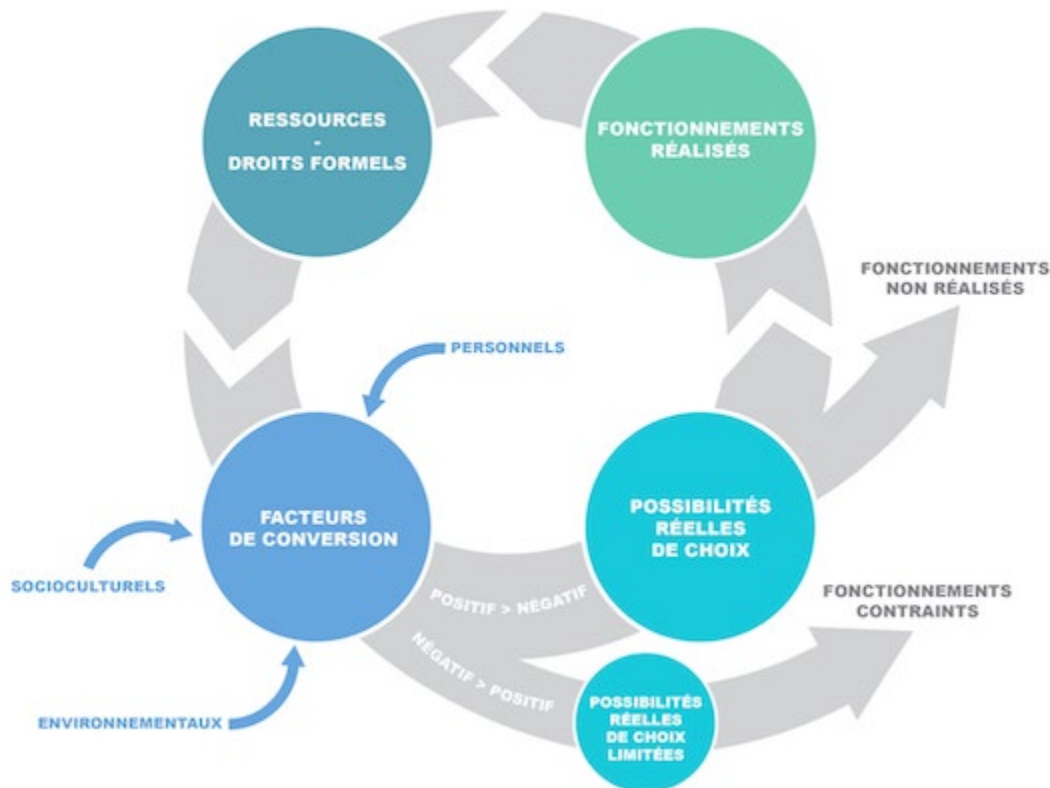 RESSOURCES
-
DROITS FORMELS
FONCTIONNEMENTS
RÉALISÉS
FONCTIONNEMENTS
NON RÉALISÉS
PERSONNELS
FACTEURS
DE CONVERSION
POSSIBILITÉS
RÉELLES
DE CHOIX
SOCIOCULTURELS
POSITIF > NÉGATIF
FONCTIONNEMENTS
CONTRAINTS
NÉGATIF > POSITIF
ENVIRONNEMENTAUX
POSSIBILITÉS
RÉELLES
DE CHOIX
LIMITÉES